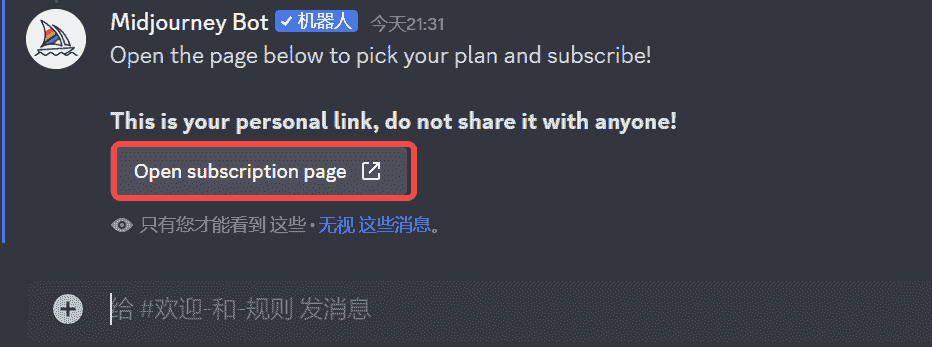 Midjourney Bot ✓ 机器人 今天21:31
Open the page below to pick your plan and subscribe!
This is your personal link, do not share it with anyone!
Open subscription page
只有您才能看到 这些 • 无视 这些消息。
给 #欢迎-和-规则 发消息